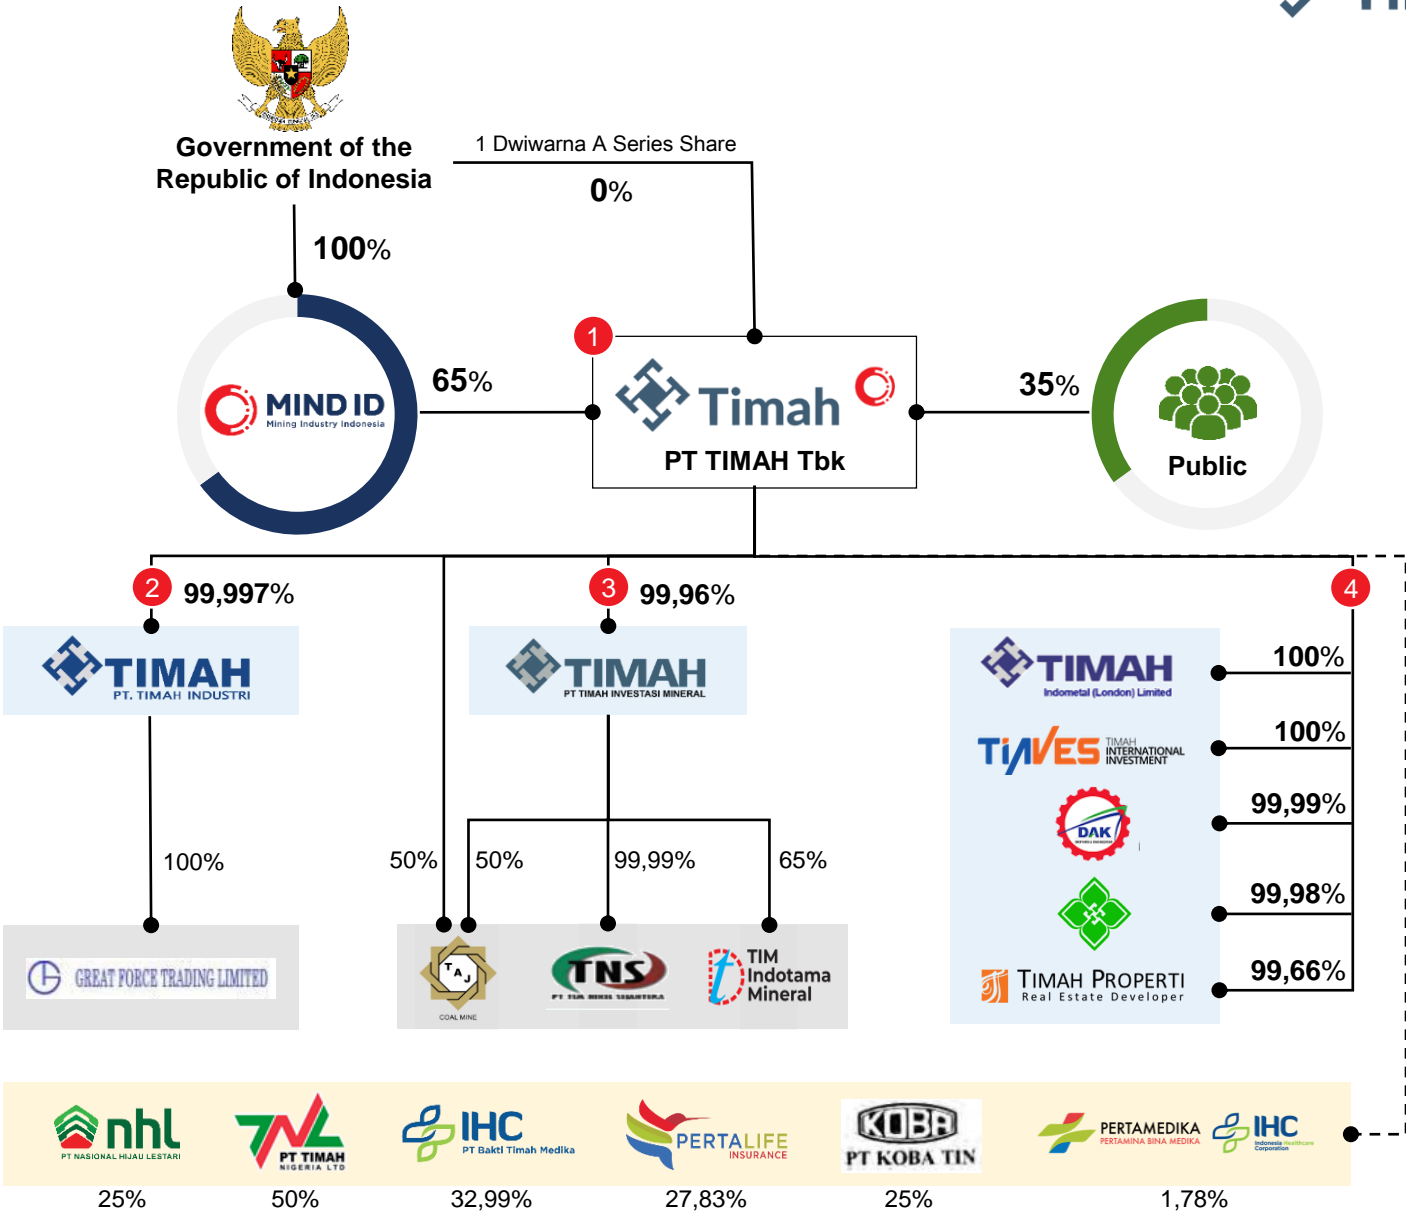 Government of the
Republic of Indonesia
1 Dwiwarna A Series Share
0%
100%
MIND ID
Mining Industry Indonesia
65%
1
Timah
PT TIMAH Tbk
35%
Public
2
99,997%
3
99,96%
4
TIMAH
PT. TIMAH INDUSTRI
TIMAH
PT TIMAH INVESTASI MINERAL
TIMAH
Indometal (London) Limited
100%
TIAVES
TIMAH
INTERNATIONAL
INVESTMENT
100%
DAK
99,99%
99,98%
TIMAH PROPERTI
Real Estate Developer
99,66%
100%
50%
50%
99,99%
65%
GREAT FORCE TRADING LIMITED
TAJ
COAL MINE
TNS
TIM
Indotama
Mineral
nhl
PT NASIONAL HIJAU LESTARI
TNL
PT TIMAH
NIGERIA LTD
IHC
PT Bakti Timah Medika
PERTALIFE
INSURANCE
KOBA
PT KOBA TIN
PERTAMEDIKA
PERTAMINA BINA MEDIKA
IHC
Indonesia Healthcare
Corporation
25%
50%
32,99%
27,83%
25%
1,78%